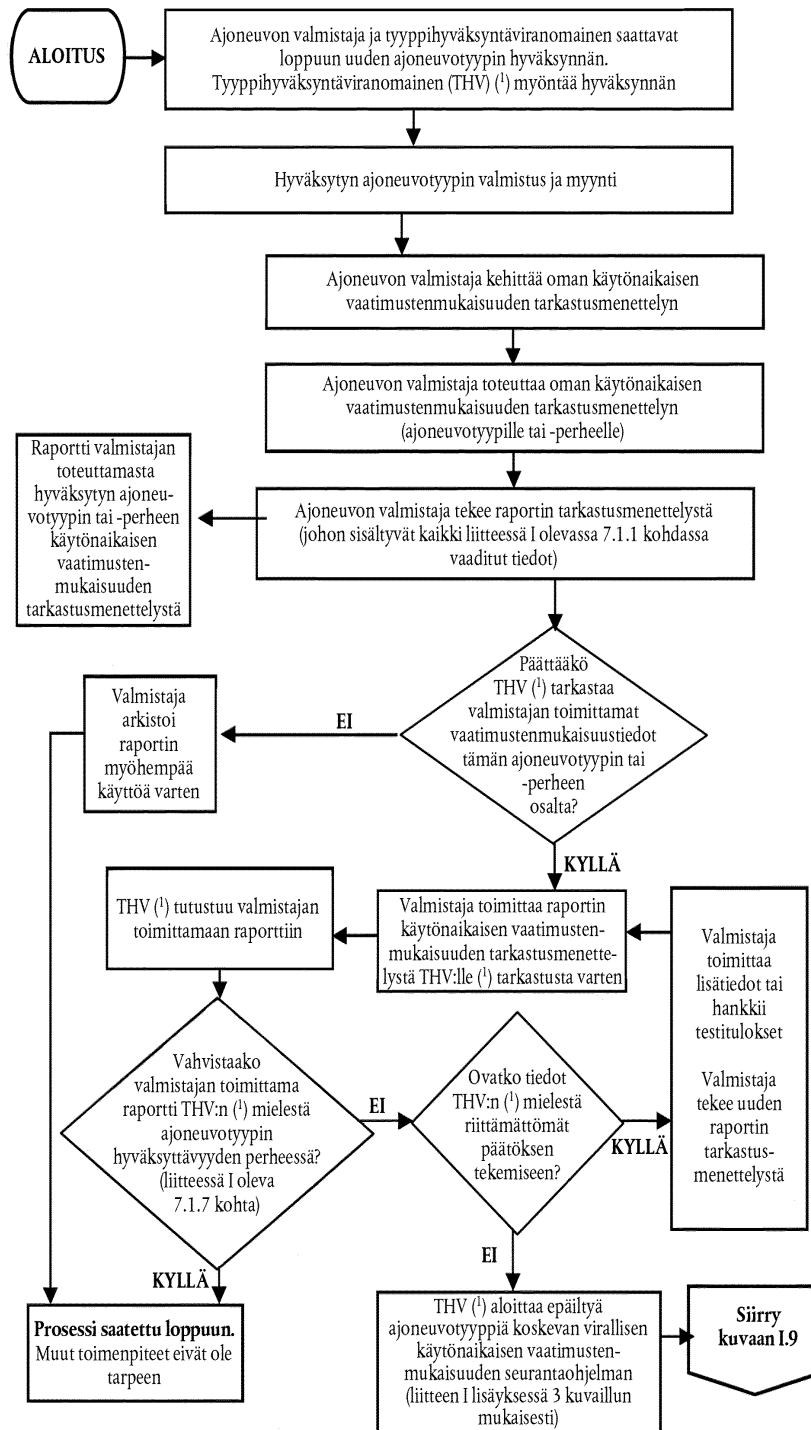 ALOITUS
Ajoneuvon valmistaja ja tyyppihyväksyntäviranomainen saattavat
loppuun uuden ajoneuvotyypin hyväksynnän.
Tyyppihyväksyntäviranomainen (THV) (¹) myöntää hyväksynnän
Hyväksytyn ajoneuvotyypin valmistus ja myynti
Ajoneuvon valmistaja kehittää oman käytönaikaisen
vaatimustenmukaisuuden tarkastusmenettelyn
Ajoneuvon valmistaja toteuttaa oman käytönaikaisen
vaatimustenmukaisuuden tarkastusmenettelyn
(ajoneuvotyypille tai -perheelle)
Raportti valmistajan
toteuttamasta
hyväksytyn ajoneu-
votyypin tai -perheen
käytönaikaisen
vaatimusten-
mukaisuuden
tarkastusmenettelystä
Ajoneuvon valmistaja tekee raportin tarkastusmenettelystä
(johon sisältyvät kaikki liitteessä I olevassa 7.1.1 kohdassa
vaaditut tiedot)
Päättääkö
THV (¹) tarkastaa
valmistajan toimittamat
vaatimustenmukaisuustiedot
tämän ajoneuvotyypin tai
-perheen
osalta?
EI
Valmistaja
arkistoi
raportin
myöhempää
käyttöä varten
KYLLÄ
THV (¹) tutustuu valmistajan
toimittamaan raporttiin
Valmistaja toimittaa raportin
käytönaikaisen vaatimusten-
mukaisuuden tarkastusmenette-
lystä THV:lle (¹) tarkastusta varten
Valmistaja
toimittaa
lisätiedot tai
hankkii
testitulokset
Valmistaja
tekee uuden
raportin
tarkastus-
menettelystä
Vahvistaako
valmistajan toimittama
raportti THV:n (¹) mielestä
ajoneuvotyypin
hyväksyttävyyden perheessä?
(liitteessä I oleva
7.1.7 kohta)
EI
Ovatko tiedot
THV:n (¹) mielestä
riittämättömät
päätöksen
tekemiseen?
KYLLÄ
EI
KYLLÄ
Prosessi saatettu loppuun.
Muut toimenpiteet eivät ole
tarpeen
THV (¹) aloittaa epäiltyä
ajoneuvotyyppiä koskevan virallisen
käytönaikaisen vaatimusten-
mukaisuuden seurantaohjelman
(liitteen I lisäyksessä 3 kuvaillun
mukaisesti)
Siirry
kuvaan I.9